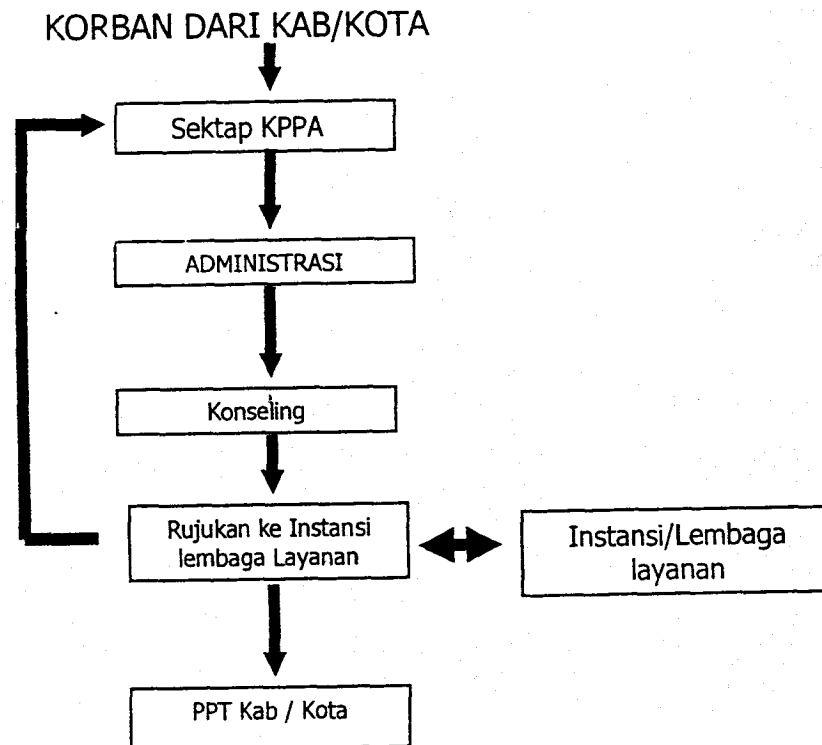 KORBAN DARI KAB/KOTA
Sektap KPPA
ADMINISTRASI
Konseling
Rujukan ke Instansi
lembaga Layanan
Instansi/Lembaga
layanan
PPT Kab / Kota